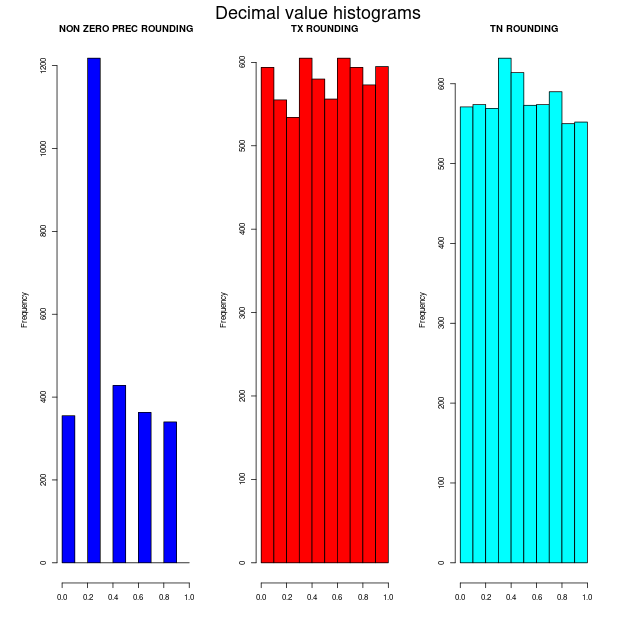 Decimal value histograms
NON ZERO PREC ROUNDING
Frequency
0 200 400 600 800 1000 1200
0.0 0.2 0.4 0.6 0.8 1.0
TX ROUNDING
Frequency
0 100 200 300 400 500 600
0.0 0.2 0.4 0.6 0.8 1.0
TN ROUNDING
Frequency
0 100 200 300 400 500 600
0.0 0.2 0.4 0.6 0.8 1.0